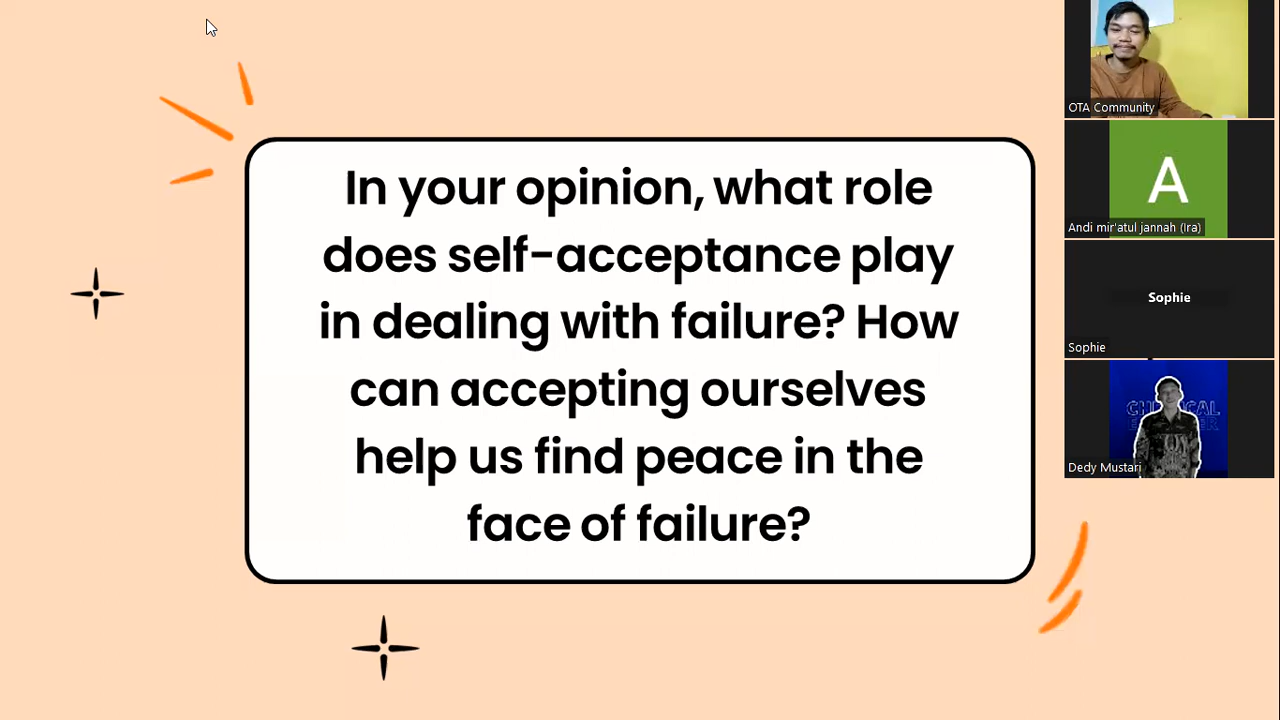 In your opinion, what role
does self-acceptance play
in dealing with failure? How
can accepting ourselves
help us find peace in the
face of failure?
OTA Community
A
Andi mir'atul jannah (Ira)
Sophie
Sophie
CHEMICAL
Dedy Mustari